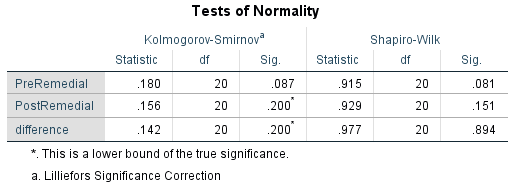 Tests of Normality
Kolmogorov-Smirnovᵃ Shapiro-Wilk
Statistic df Sig. Statistic df Sig.
PreRemedial .180 20 .087 .915 20 .081
PostRemedial .156 20 .200* .929 20 .151
difference .142 20 .200* .977 20 .894
*. This is a lower bound of the true significance.
a. Lilliefors Significance Correction